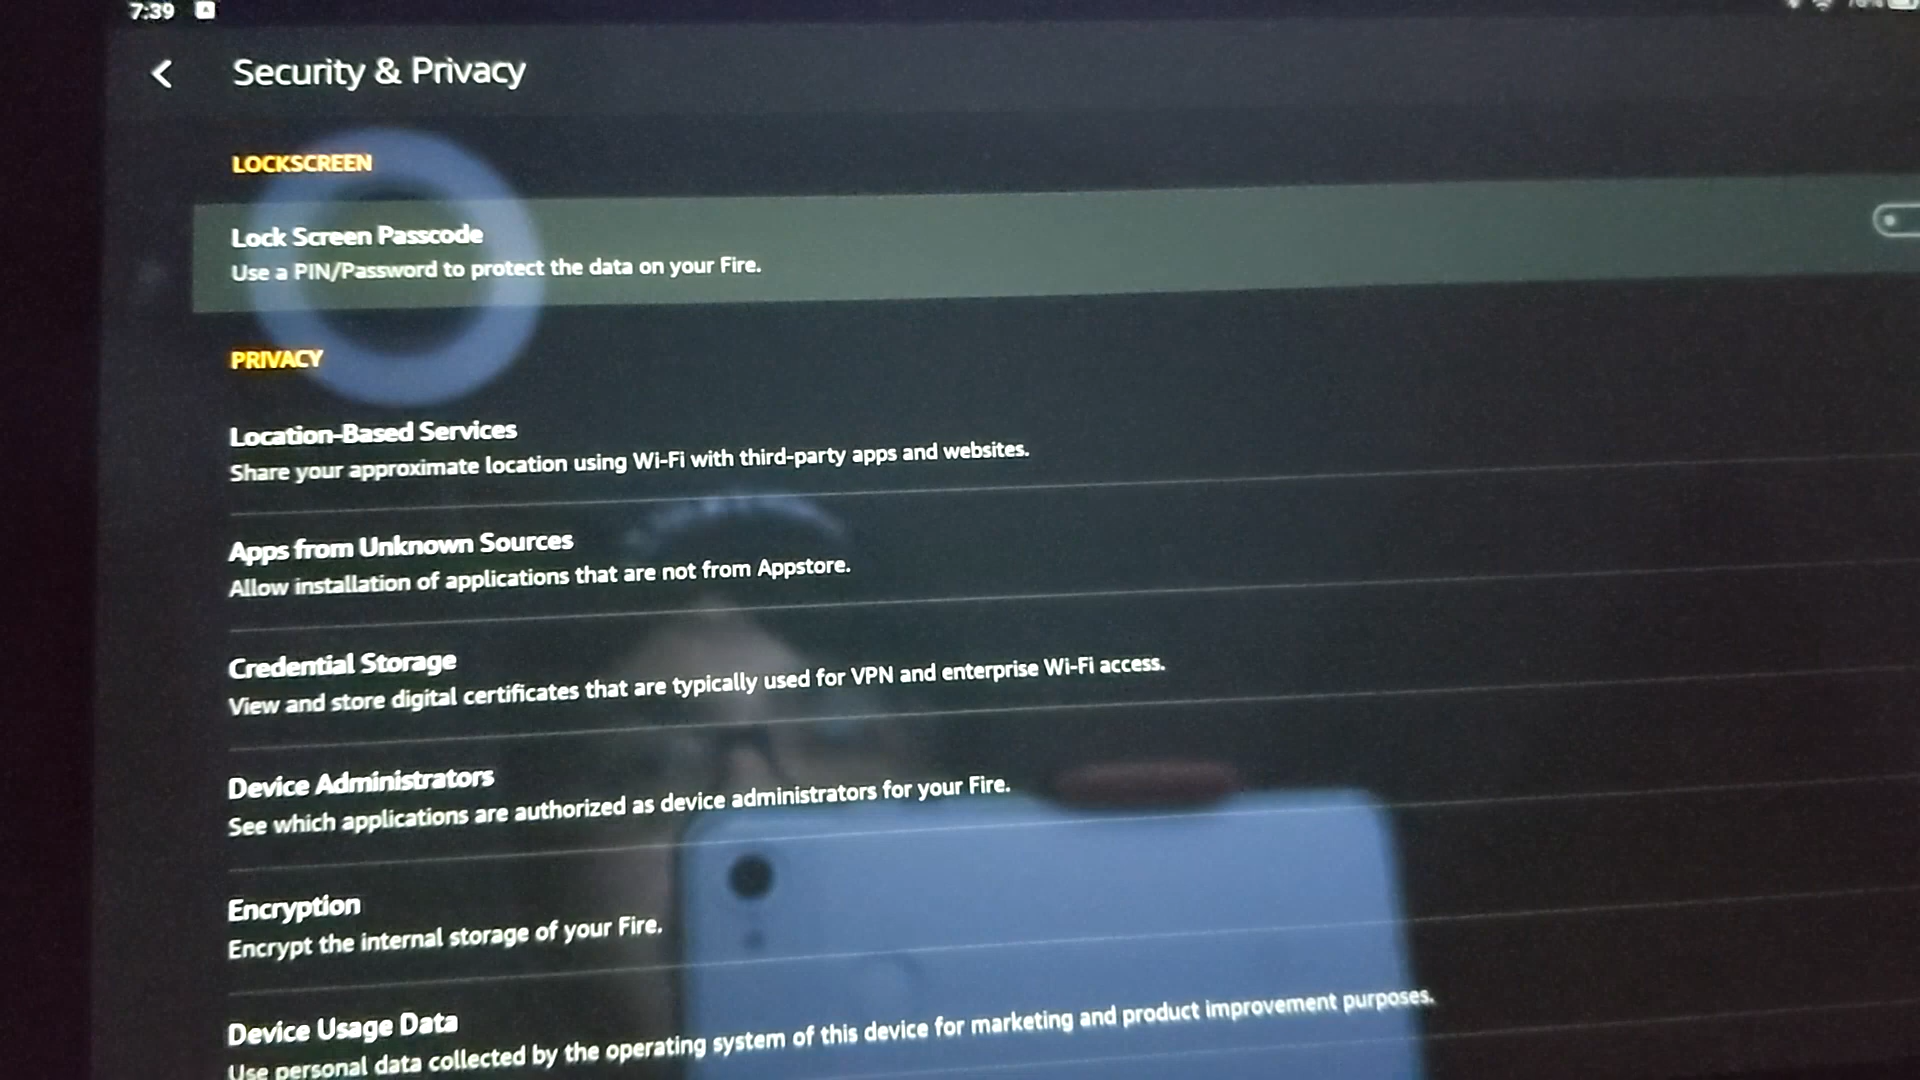 7:39
Security & Privacy
LOCKSCREEN
Lock Screen Passcode
Use a PIN/Password to protect the data on your Fire.
PRIVACY
Location-Based Services
Share your approximate location using Wi-Fi with third-party apps and websites.
Apps from Unknown Sources
Allow installation of applications that are not from Appstore.
Credential Storage
View and store digital certificates that are typically used for VPN and enterprise Wi-Fi access.
Device Administrators
See which applications are authorized as device administrators for your Fire.
Encryption
Encrypt the internal storage of your Fire.
Device Usage Data
Use personal data collected by the operating system of this device for marketing and product improvement purposes.